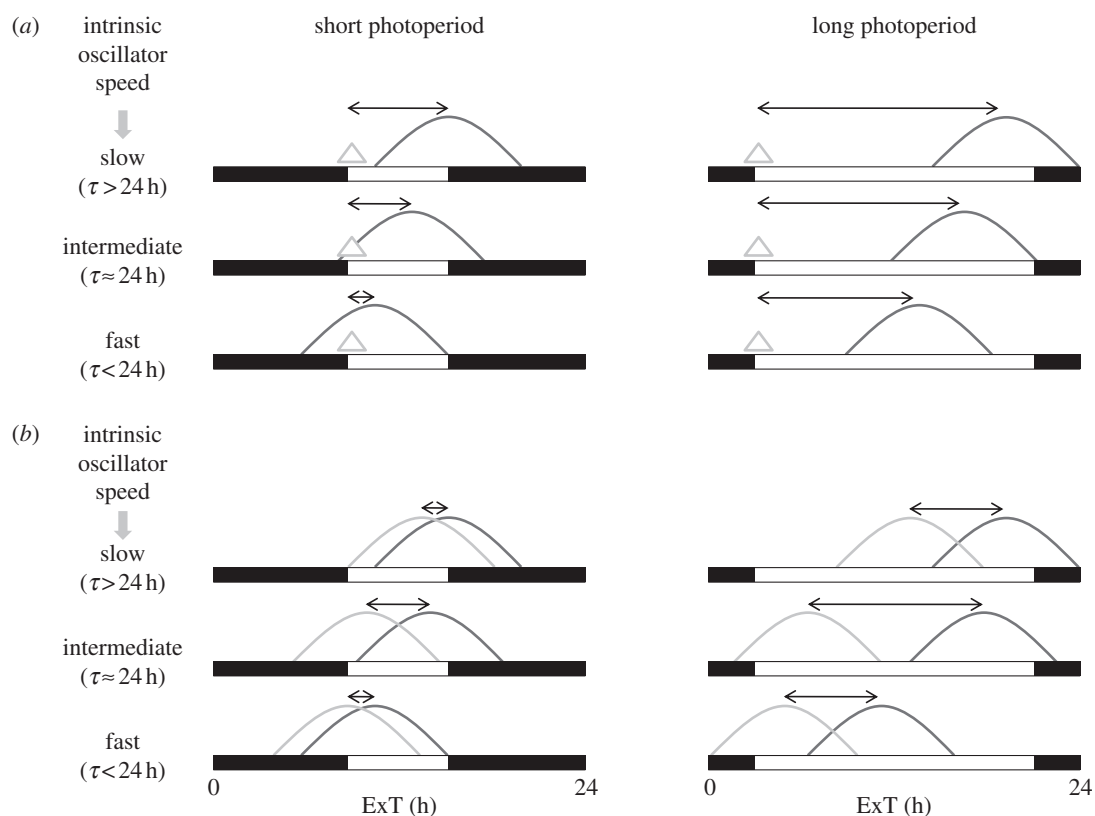 (a)
intrinsic
oscillator
speed
short photoperiod
long photoperiod
slow
(τ > 24 h)
intermediate
(τ ≈ 24 h)
fast
(τ < 24 h)
(b)
intrinsic
oscillator
speed
slow
(τ > 24 h)
intermediate
(τ ≈ 24 h)
fast
(τ < 24 h)
0
24
ExT (h)
0
24
ExT (h)